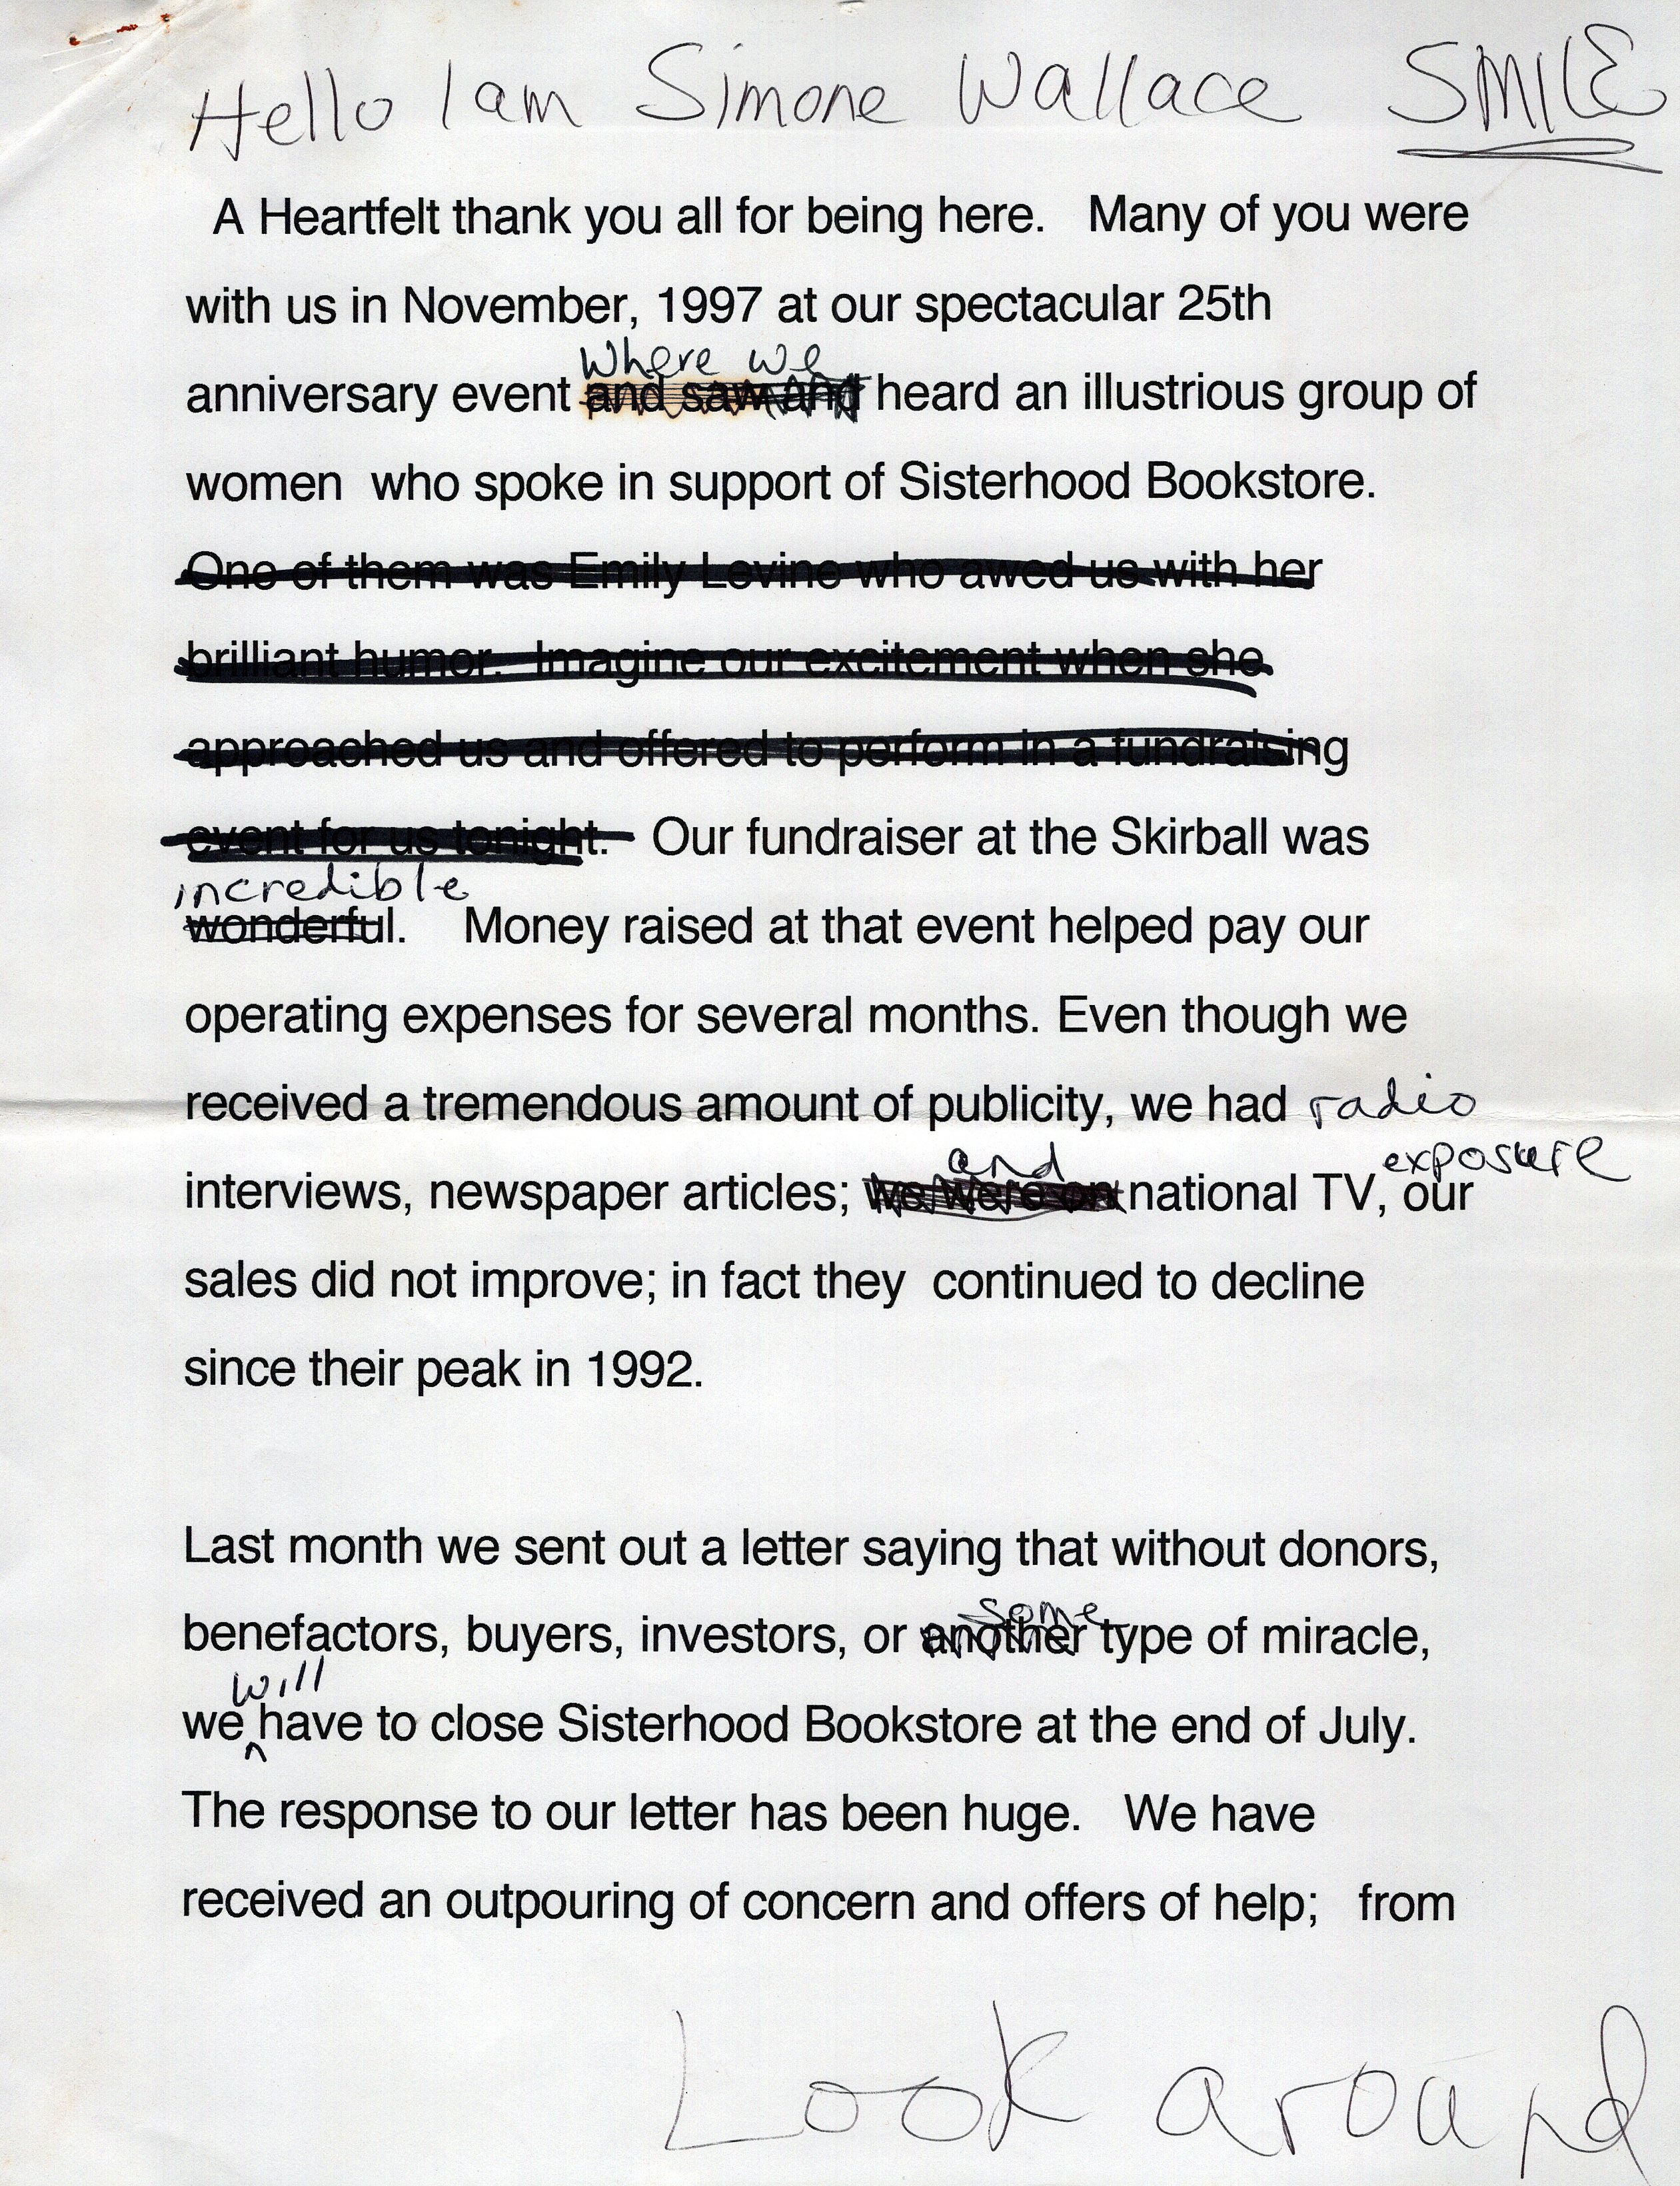 Hello I am Simone Wallace SMILE
A Heartfelt thank you all for being here. Many of you were
with us in November, 1997 at our spectacular 25th
where we
anniversary event and saw and heard an illustrious group of
women who spoke in support of Sisterhood Bookstore.
One of them was Emily Levine who awed us with her
brilliant humor. Imagine our excitement when she
approached us and offered to perform in a fundraising
event for us tonight. Our fundraiser at the Skirball was
incredible
wonderful. Money raised at that event helped pay our
operating expenses for several months. Even though we
received a tremendous amount of publicity, we had radio
and exposure
interviews, newspaper articles; we were on national TV, our
sales did not improve; in fact they continued to decline
since their peak in 1992.
Last month we sent out a letter saying that without donors,
some
benefactors, buyers, investors, or another type of miracle,
will
we have to close Sisterhood Bookstore at the end of July.
The response to our letter has been huge. We have
received an outpouring of concern and offers of help; from
Look around